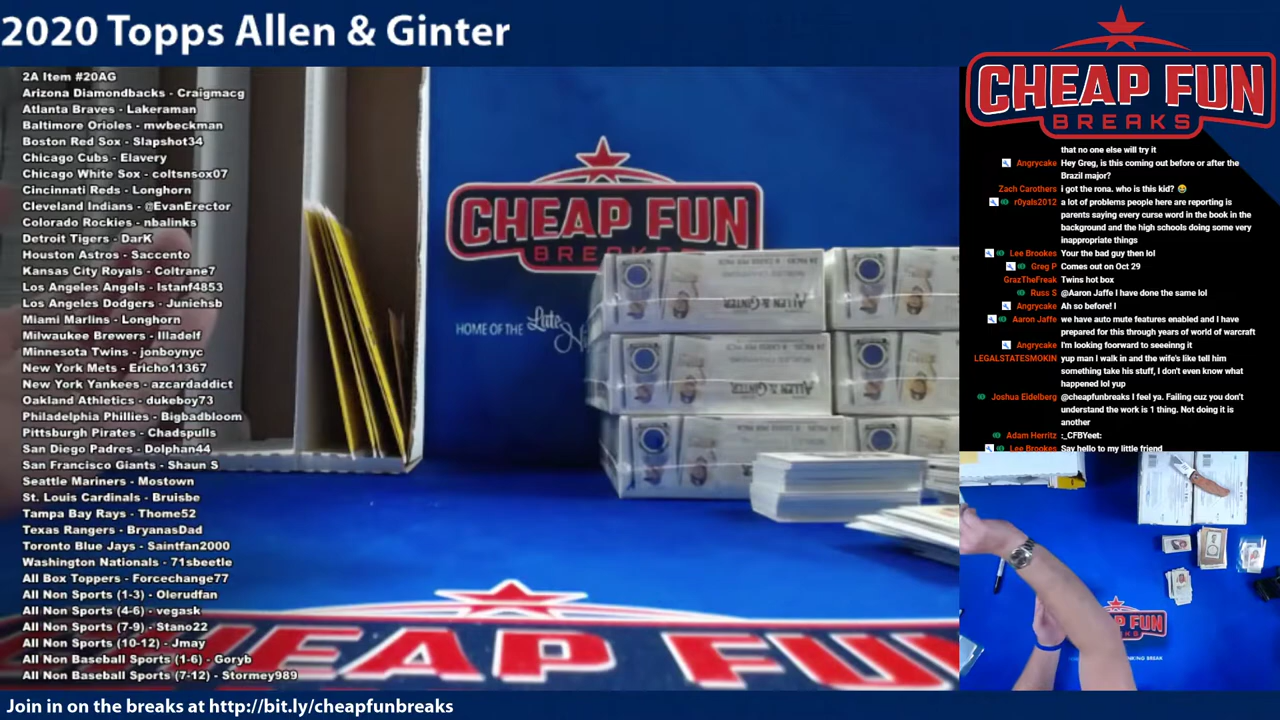 2020 Topps Allen & Ginter
2A Item #20AG
Arizona Diamondbacks - Craigmacg
Atlanta Braves - Lakeraman
Baltimore Orioles - mwbeckman
Boston Red Sox - Slapshot34
Chicago Cubs - Elavery
Chicago White Sox - coltsnsox07
Cincinnati Reds - Longhorn
Cleveland Indians - @EvanErector
Colorado Rockies - nbalinks
Detroit Tigers - DarK
Houston Astros - Saccento
Kansas City Royals - Coltrane7
Los Angeles Angels - Istanf4853
Los Angeles Dodgers - Juniehsb
Miami Marlins - Longhorn
Milwaukee Brewers - Illadelf
Minnesota Twins - jonboynyc
New York Mets - Ericho11367
New York Yankees - azcardaddict
Oakland Athletics - dukeboy73
Philadelphia Phillies - Bigbadbloom
Pittsburgh Pirates - Chadspulls
San Diego Padres - Dolphan44
San Francisco Giants - Shaun S
Seattle Mariners - Mostown
St. Louis Cardinals - Bruisbe
Tampa Bay Rays - Thome52
Texas Rangers - BryanasDad
Toronto Blue Jays - Saintfan2000
Washington Nationals - 71sbeetle
All Box Toppers - Forcechange77
All Non Sports (1-3) - Olerudfan
All Non Sports (4-6) - vegask
All Non Sports (7-9) - Stano22
All Non Sports (10-12) - Jmay
All Non Baseball Sports (1-6) - Goryb
All Non Baseball Sports (7-12) - Stormey989
CHEAP FUN
BREAKS
HOME OF THE Late
ALLEN & GINTER
ALLEN & GINTER
CHEAP FUN
CHEAP FUN
BREAKS
that no one else will try it
Angrycake Hey Greg, is this coming out before or after the
Brazil major?
Zach Carothers i got the rona. who is this kid? 😂
r0yals2012 a lot of problems people here are reporting is
parents saying every curse word in the book in the
background and the high schools doing some very
inappropriate things
Lee Brookes Your the bad guy then lol
Greg P Comes out on Oct 29
GrazTheFreak Twins hot box
Russ S @Aaron Jaffe I have done the same lol
Angrycake Ah so before! I
Aaron Jaffe we have auto mute features enabled and I have
prepared for this through years of world of warcraft
Angrycake I'm looking foorward to seeeinng it
LEGALSTATESMOKIN yup man I walk in and the wife's like tell him
something take his stuff, I don't even know what
happened lol yup
Joshua Eidelberg @cheapfunbreaks I feel ya. Failing cuz you don't
understand the work is 1 thing. Not doing it is
another
Adam Herritz :_CFBYeet:
Lee Brookes Say hello to my little friend
CHEAP FUN
BREAKS
Join in on the breaks at http://bit.ly/cheapfunbreaks